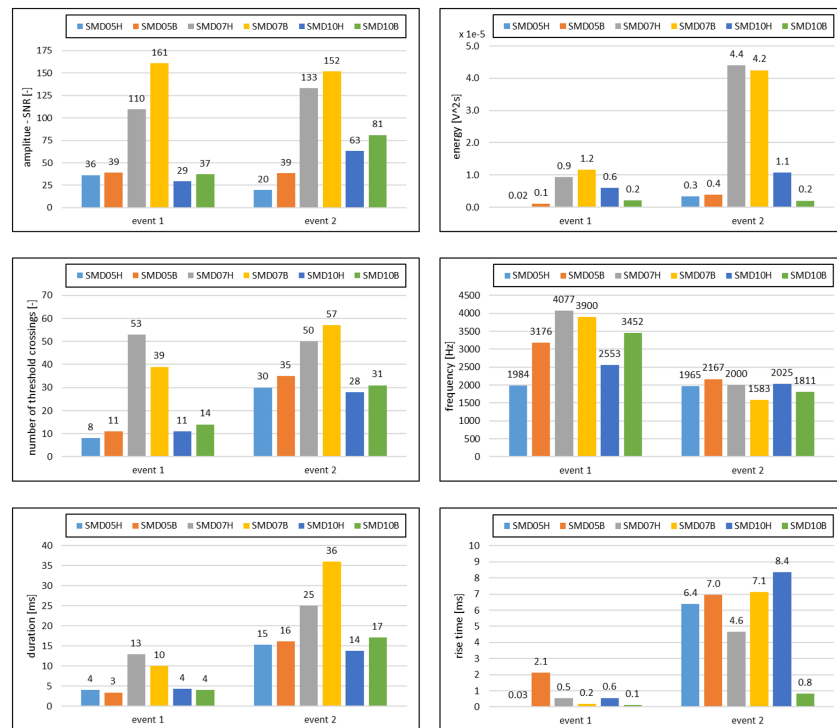 SMD05H SMD05B SMD07H SMD07B SMD10H SMD10B
amplitue - SNR [-]
175
150
125
100
75
50
25
0
36 39 110 161 29 37
20 39 133 152 63 81
event 1 event 2
SMD05H SMD05B SMD07H SMD07B SMD10H SMD10B
x 1e-5
energy [V^2s]
5.0
4.0
3.0
2.0
1.0
0.0
0.02 0.1 0.9 1.2 0.6 0.2
0.3 0.4 4.4 4.2 1.1 0.2
event 1 event 2
SMD05H SMD05B SMD07H SMD07B SMD10H SMD10B
number of threshold crossings [-]
70
60
50
40
30
20
10
0
8 11 53 39 11 14
30 35 50 57 28 31
event 1 event 2
SMD05H SMD05B SMD07H SMD07B SMD10H SMD10B
frequency [Hz]
4500
4000
3500
3000
2500
2000
1500
1000
500
0
1984 3176 4077 3900 2553 3452
1965 2167 2000 1583 2025 1811
event 1 event 2
SMD05H SMD05B SMD07H SMD07B SMD10H SMD10B
duration [ms]
40
35
30
25
20
15
10
5
0
4 3 13 10 4 4
15 16 25 36 14 17
event 1 event 2
SMD05H SMD05B SMD07H SMD07B SMD10H SMD10B
rise time [ms]
10
9
8
7
6
5
4
3
2
1
0
0.03 2.1 0.5 0.2 0.6 0.1
6.4 7.0 4.6 7.1 8.4 0.8
event 1 event 2